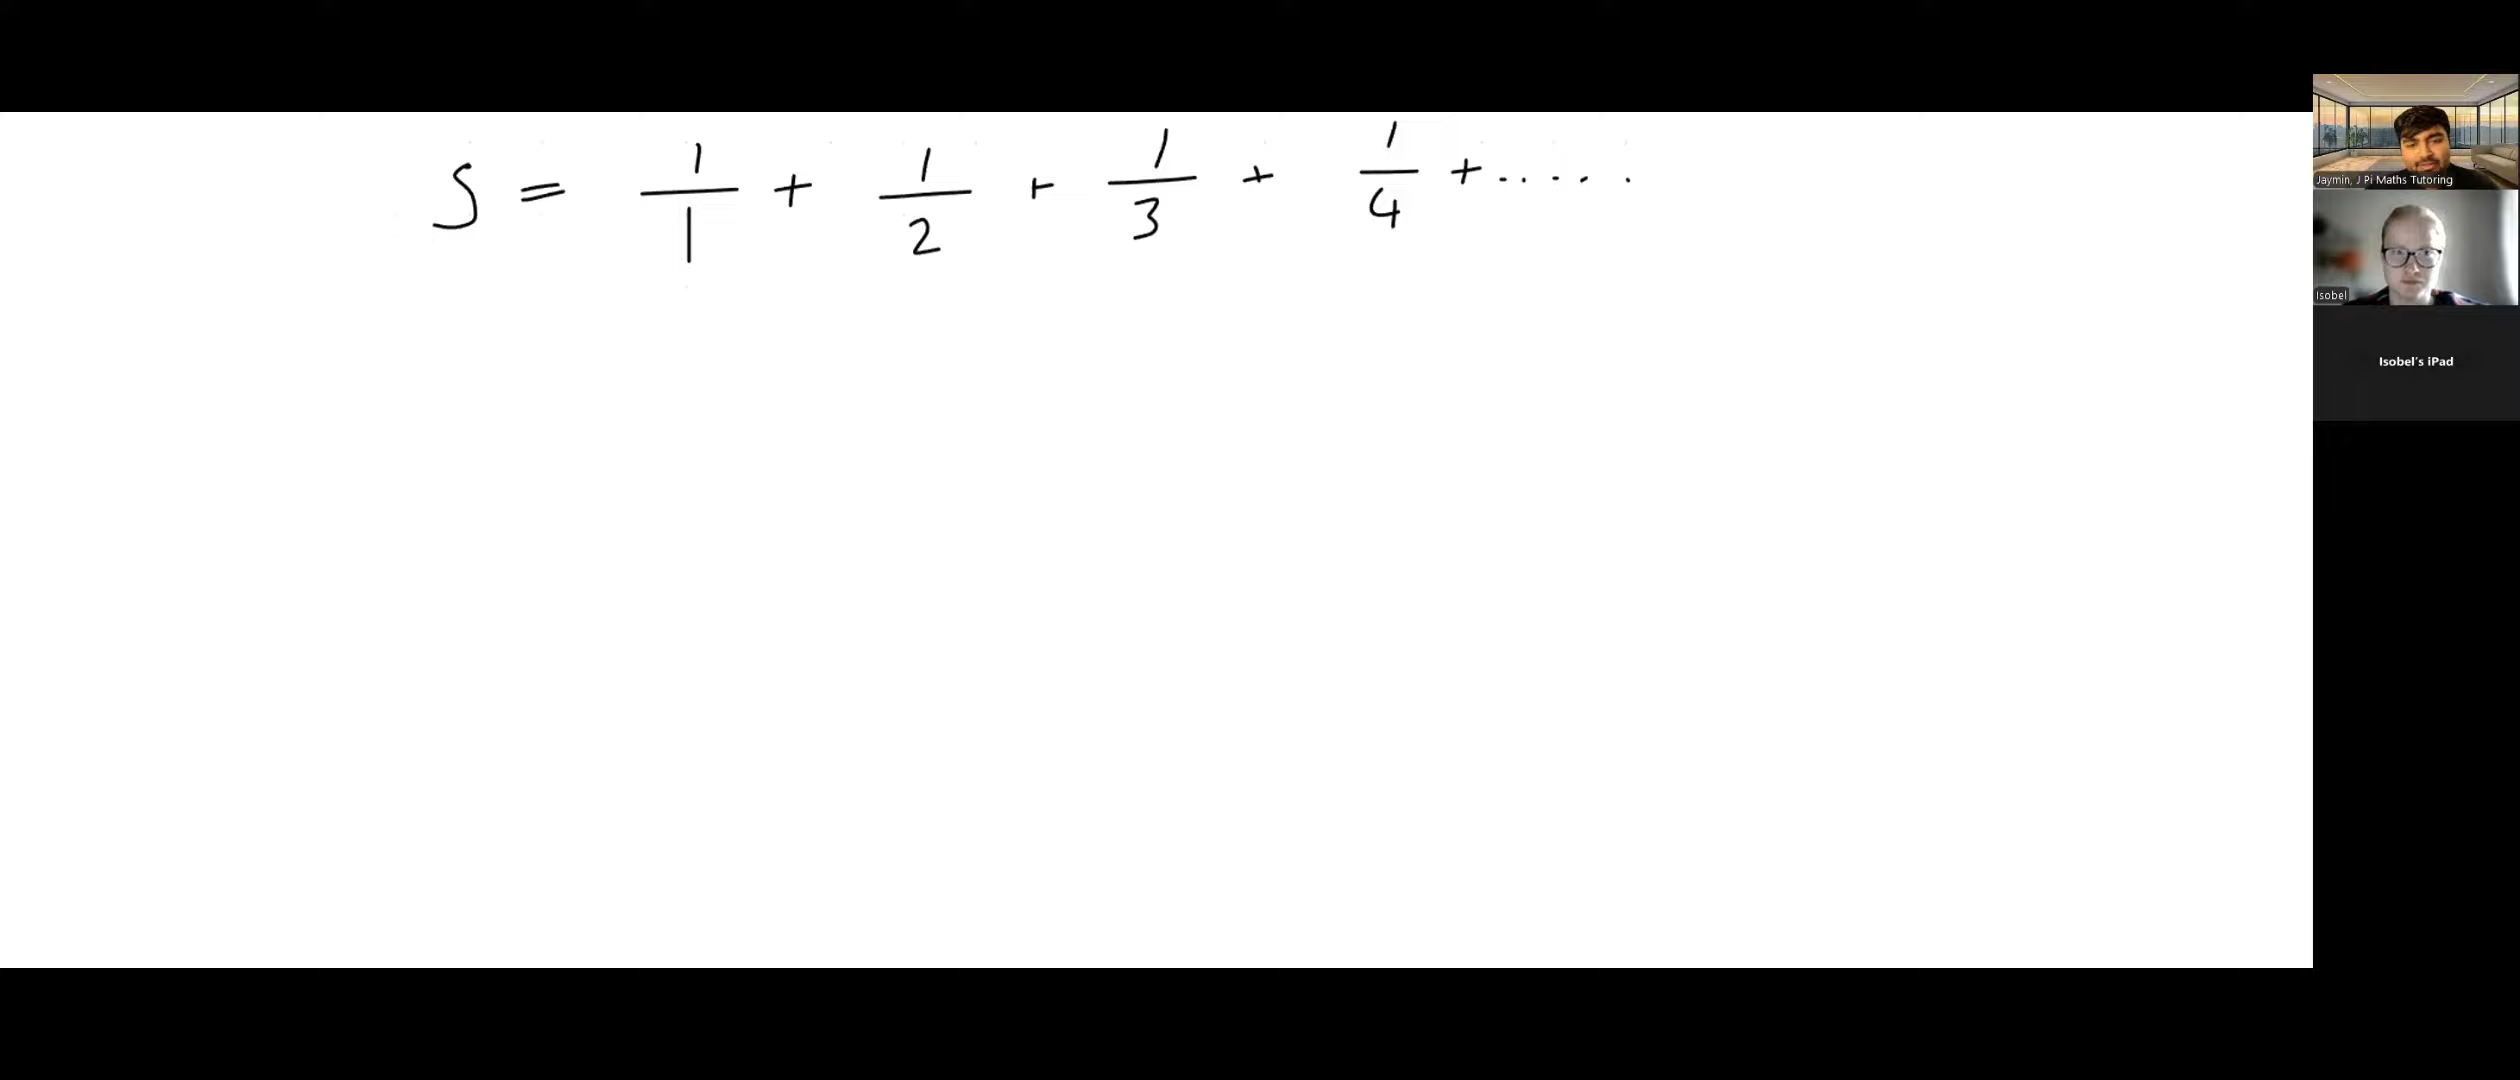 S = 1/1 + 1/2 + 1/3 + 1/4 + ......
Jaymin, J Pi Maths Tutoring
Isobel
Isobel's iPad